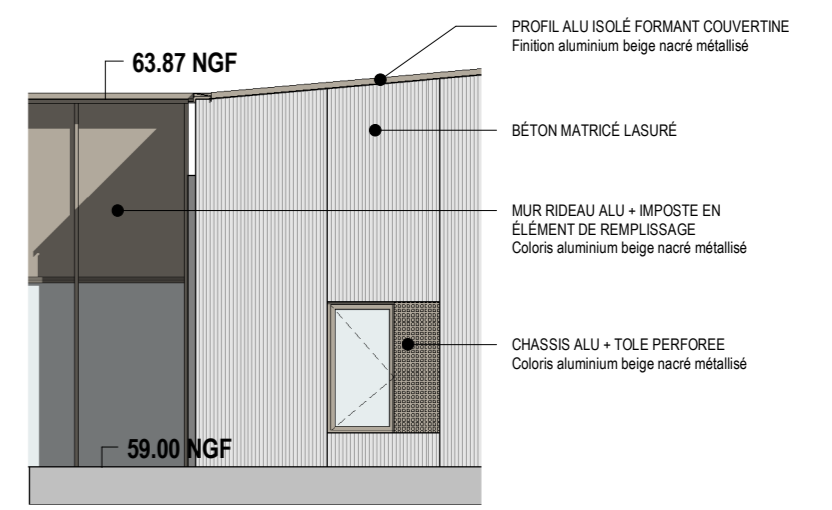 PROFIL ALU ISOLÉ FORMANT COUVERTINE
Finition aluminium beige nacré métallisé
63.87 NGF
BÉTON MATRICÉ LASURÉ
MUR RIDEAU ALU + IMPOSTE EN
ÉLÉMENT DE REMPLISSAGE
Coloris aluminium beige nacré métallisé
CHASSIS ALU + TOLE PERFOREE
Coloris aluminium beige nacré métallisé
59.00 NGF